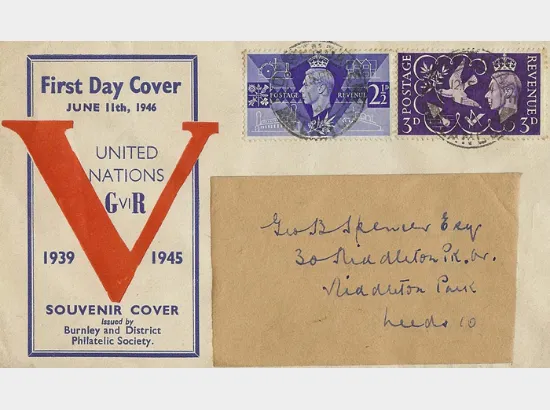 First Day Cover
JUNE 11th, 1946
UNITED
NATIONS
GVIR
1939 1945
SOUVENIR COVER
Issued by
Burnley and District
Philatelic Society.
POSTAGE REVENUE
2½D
POSTAGE REVENUE
3D 3D
Geo B Spencer Esq
30 Middleton Pk. Av.
Middleton Park
Leeds 10